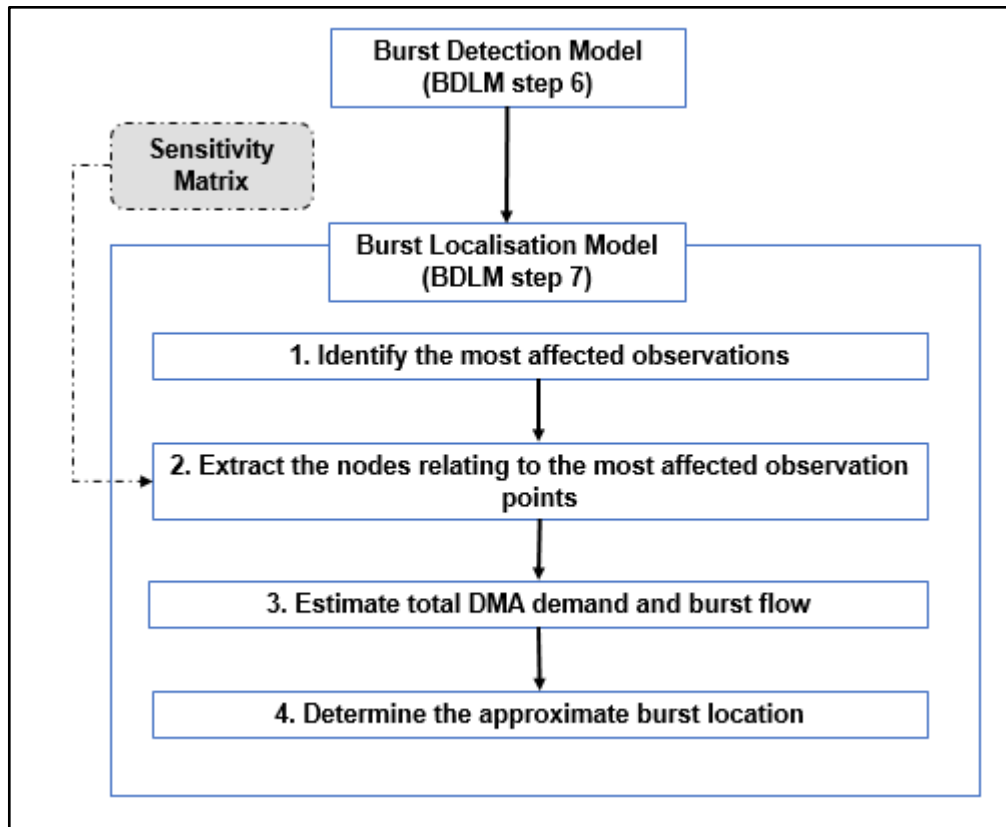 Burst Detection Model
(BDLM step 6)
Sensitivity
Matrix
Burst Localisation Model
(BDLM step 7)
1. Identify the most affected observations
2. Extract the nodes relating to the most affected observation
points
3. Estimate total DMA demand and burst flow
4. Determine the approximate burst location